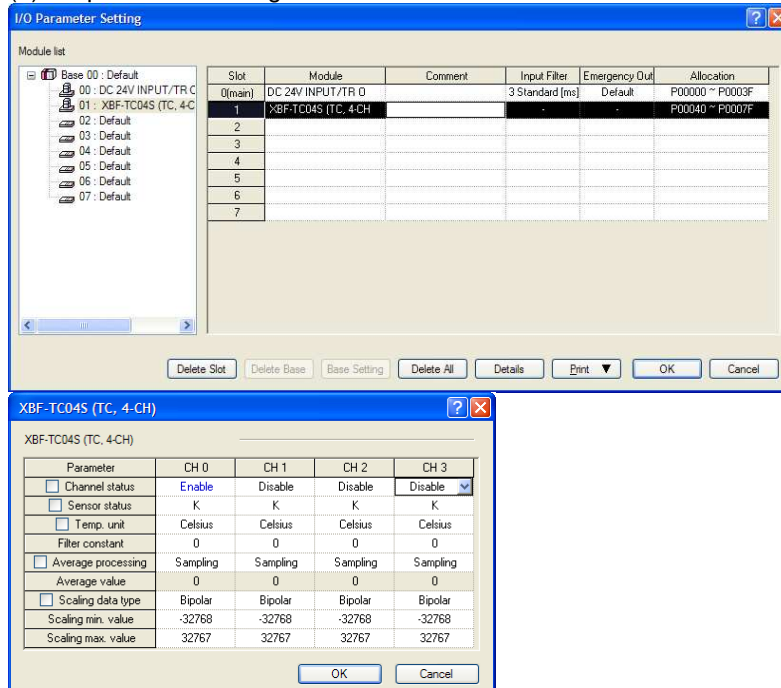 I/O Parameter Setting
Module list
Base 00 : Default
00 : DC 24V INPUT/TR C
01 : XBF-TC04S (TC, 4-C
02 : Default
03 : Default
04 : Default
05 : Default
06 : Default
07 : Default
Slot Module Comment Input Filter Emergency Out Allocation
0(main) DC 24V INPUT/TR O 3 Standard [ms] Default P00000 ~ P0003F
1 XBF-TC04S (TC, 4-CH - - P00040 ~ P0007F
2
3
4
5
6
7
Delete Slot Delete Base Base Setting Delete All Details Print ▼ OK Cancel
XBF-TC04S (TC, 4-CH)
XBF-TC04S (TC, 4-CH)
Parameter CH 0 CH 1 CH 2 CH 3
Channel status Enable Disable Disable Disable
Sensor status K K K K
Temp. unit Celsius Celsius Celsius Celsius
Filter constant 0 0 0 0
Average processing Sampling Sampling Sampling Sampling
Average value 0 0 0 0
Scaling data type Bipolar Bipolar Bipolar Bipolar
Scaling min. value -32768 -32768 -32768 -32768
Scaling max. value 32767 32767 32767 32767
OK Cancel